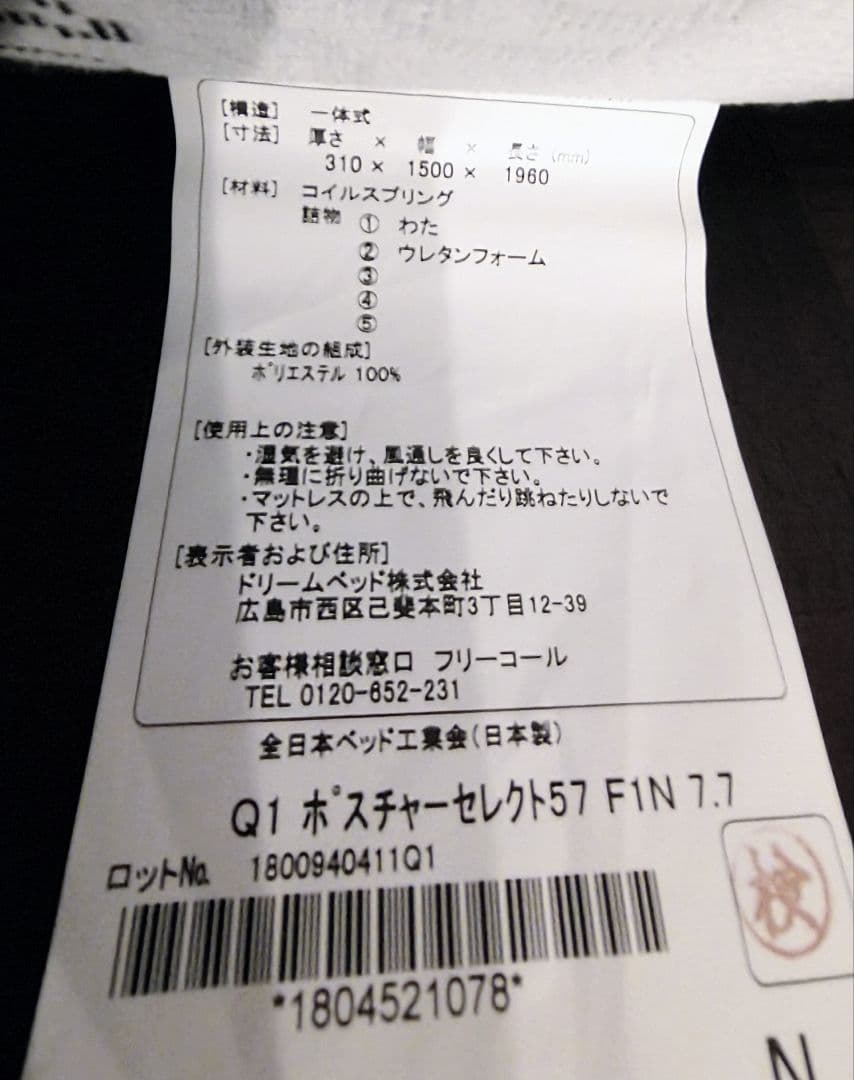 [構造] 一体式
[寸法] 厚さ × 幅 × 長さ (mm)
310 × 1500 × 1960
[材料] コイルスプリング
詰物 ① わた
② ウレタンフォーム
③
④
⑤
[外装生地の組成]
ポリエステル 100%
[使用上の注意]
・湿気を避け、風通しを良くして下さい。
・無理に折り曲げないで下さい。
・マットレスの上で、飛んだり跳ねたりしないで
下さい。
[表示者および住所]
ドリームベッド株式会社
広島市西区己斐本町3丁目12-39
お客様相談窓口 フリーコール
TEL 0120-852-231
全日本ベッド工業会(日本製)
Q1 ポスチャーセレクト57 F1N 7.7
ロットNo. 1800940411Q1
*1804521078*
検
N